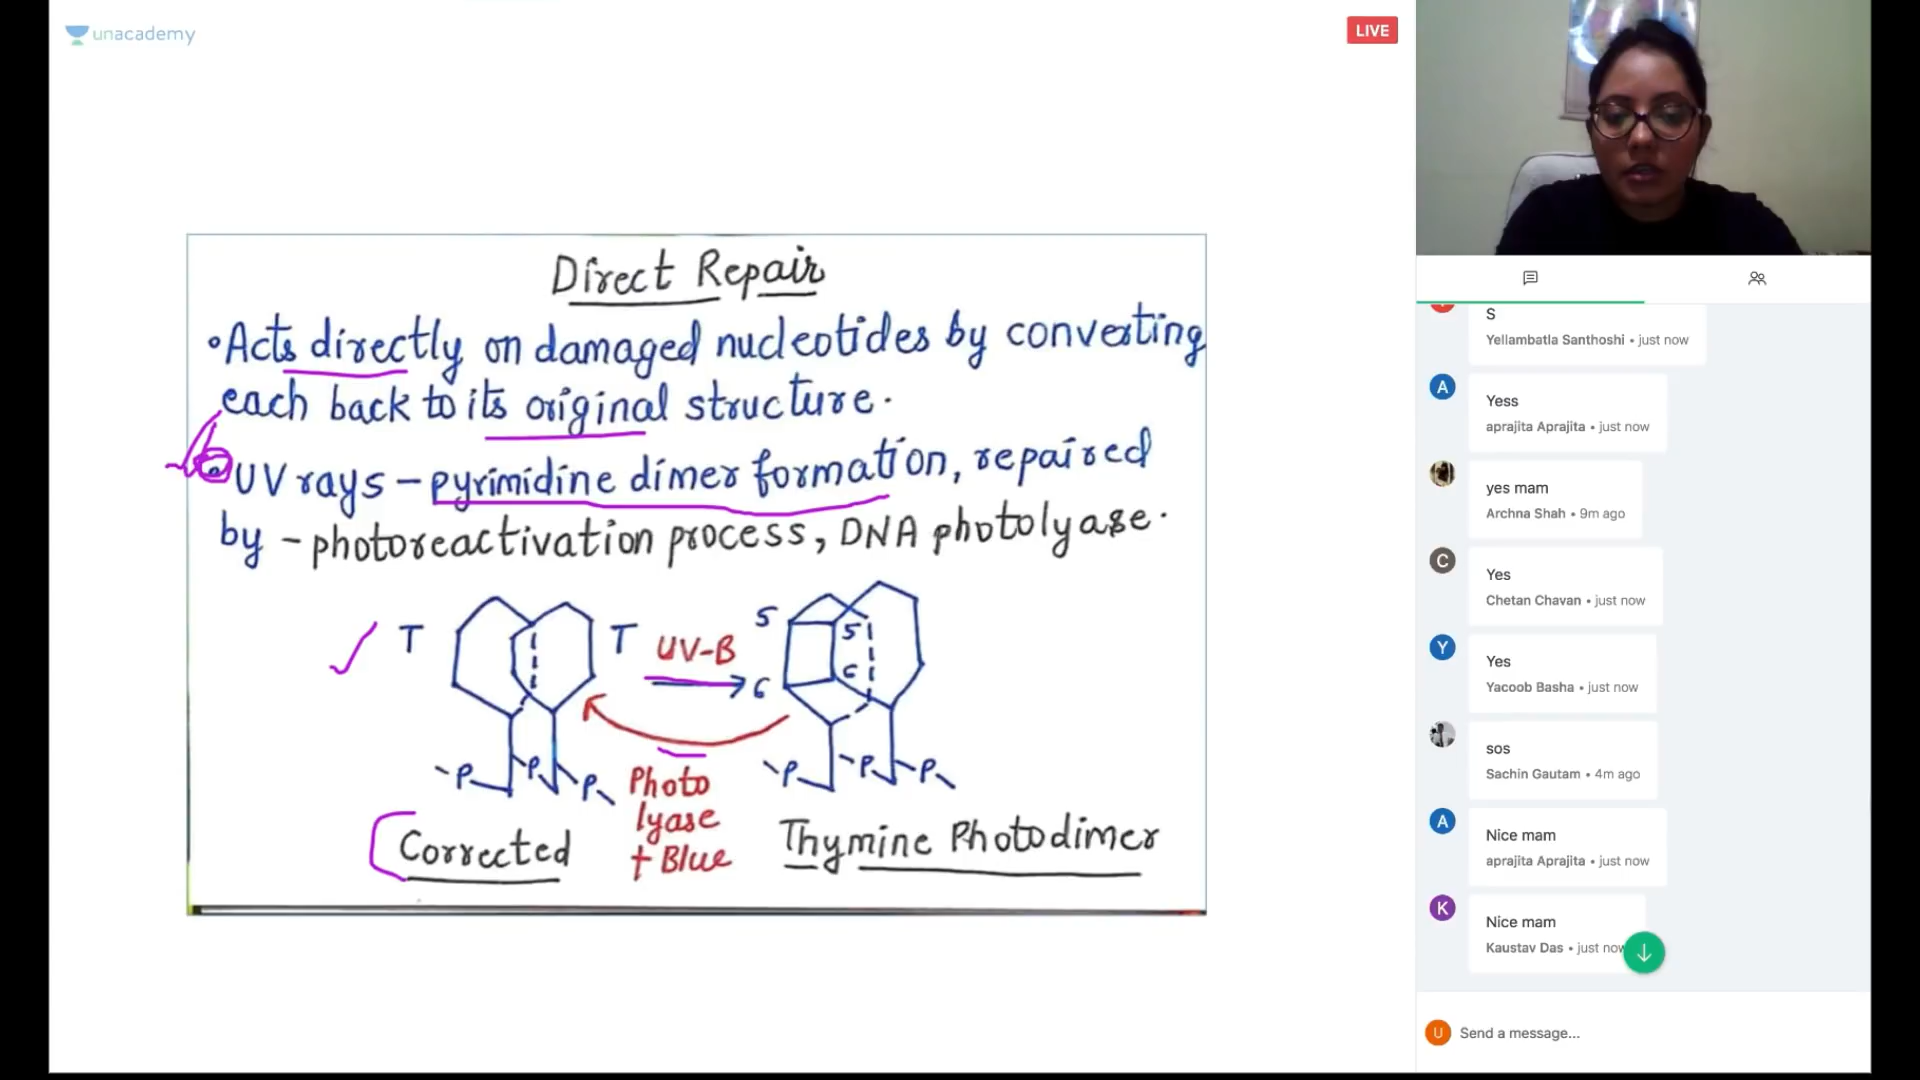 unacademy
LIVE
Direct Repair
•Acts directly on damaged nucleotides by converting
each back to its original structure.
•UV rays – pyrimidine dimer formation, repaired
by – photoreactivation process, DNA photolyase.
T T UV-B 5 5
6 6
-P P P -P -P -P
Photo
lyase
+ Blue
Corrected Thymine Photodimer
S
Yellambatla Santhoshi • just now
A
Yess
aprajita Aprajita • just now
yes mam
Archna Shah • 9m ago
C
Yes
Chetan Chavan • just now
Y
Yes
Yacoob Basha • just now
sos
Sachin Gautam • 4m ago
A
Nice mam
aprajita Aprajita • just now
K
Nice mam
Kaustav Das • just now
U
Send a message...